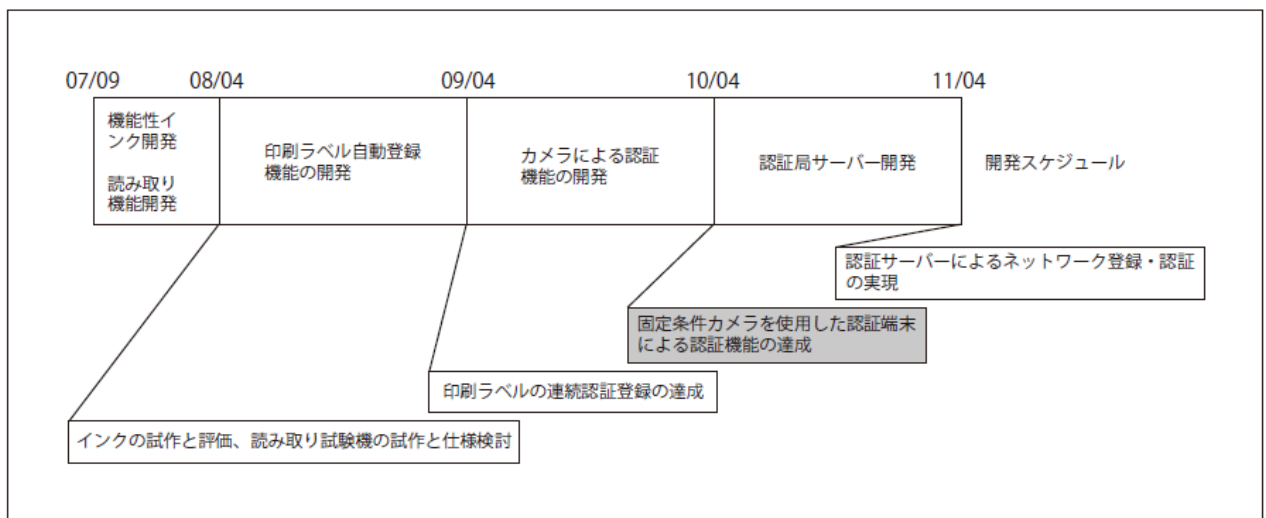 07/09
08/04
09/04
10/04
11/04
機能性イ
ンク開発
読み取り
機能開発
印刷ラベル自動登録
機能の開発
カメラによる認証
機能の開発
認証局サーバー開発
開発スケジュール
認証サーバーによるネットワーク登録・認証
の実現
固定条件カメラを使用した認証端末
による認証機能の達成
印刷ラベルの連続認証登録の達成
インクの試作と評価、読み取り試験機の試作と仕様検討